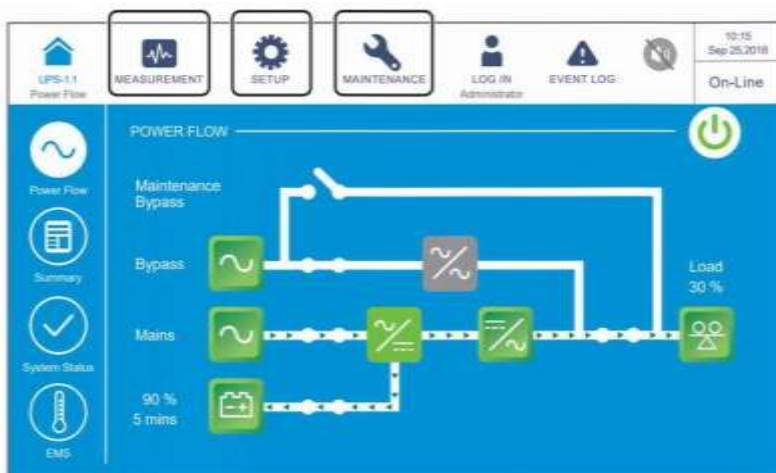 UPS-1.1
Power Flow
MEASUREMENT
SETUP
MAINTENANCE
LOG IN
Administrator
EVENT LOG
10:15
Sep 25,2018
On-Line
Power Flow
Summary
System Status
EMS
POWER FLOW
Maintenance
Bypass
Bypass
Mains
90 %
5 mins
Load
30 %